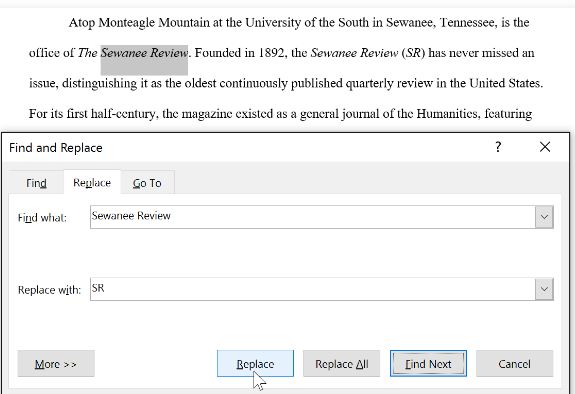 Atop Monteagle Mountain at the University of the South in Sewanee, Tennessee, is the
office of The Sewanee Review. Founded in 1892, the Sewanee Review (SR) has never missed an
issue, distinguishing it as the oldest continuously published quarterly review in the United States.
For its first half-century, the magazine existed as a general journal of the Humanities, featuring
Find and Replace ? X
Find Replace Go To
Find what: Sewanee Review
Replace with: SR
More >> Replace Replace All Find Next Cancel